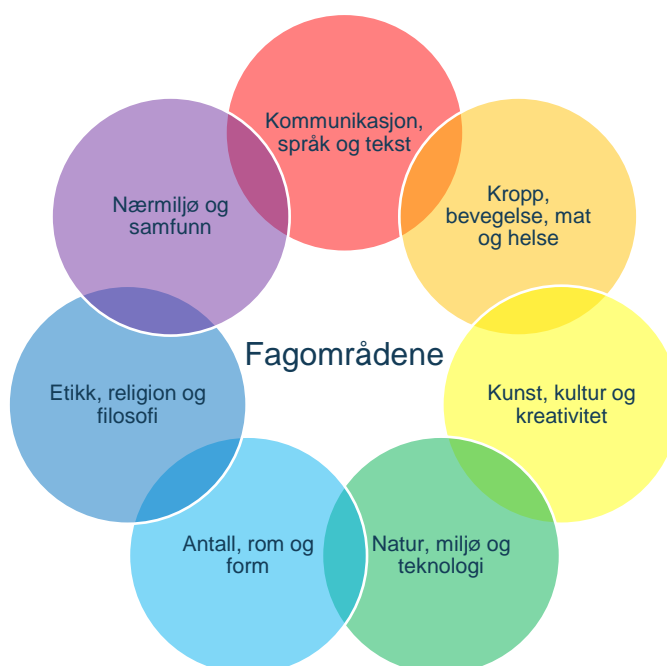 Kommunikasjon,
språk og tekst
Kropp,
bevegelse, mat
og helse
Kunst, kultur og
kreativitet
Natur, miljø og
teknologi
Antall, rom og
form
Etikk, religion og
filosofi
Nærmiljø og
samfunn
Fagområdene